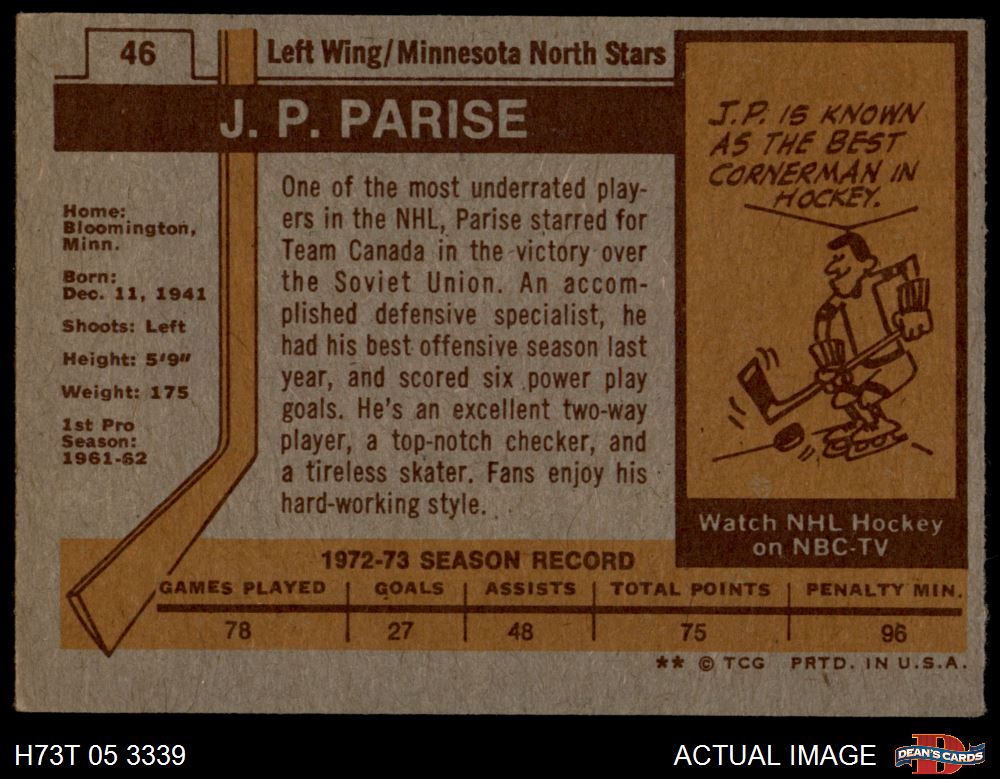 46
Left Wing/Minnesota North Stars
J. P. PARISE
Home:
Bloomington,
Minn.
Born:
Dec. 11, 1941
Shoots: Left
Height: 5'9"
Weight: 175
1st Pro
Season:
1961-62
One of the most underrated play-
ers in the NHL, Parise starred for
Team Canada in the victory over
the Soviet Union. An accom-
plished defensive specialist, he
had his best offensive season last
year, and scored six power play
goals. He's an excellent two-way
player, a top-notch checker, and
a tireless skater. Fans enjoy his
hard-working style.
J.P. IS KNOWN
AS THE BEST
CORNERMAN IN
HOCKEY.
Watch NHL Hockey
on NBC-TV
1972-73 SEASON RECORD
GAMES PLAYED GOALS ASSISTS TOTAL POINTS PENALTY MIN.
78 27 48 75 96
** © TCG PRTD. IN U.S.A.
H73T 05 3339
ACTUAL IMAGE
DEAN'S CARDS